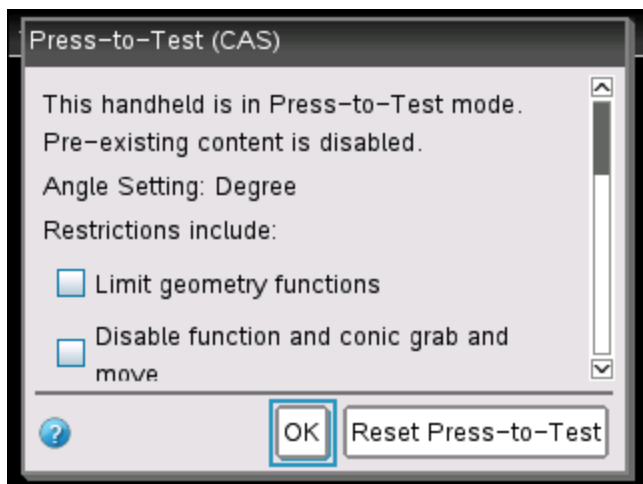 Press-to-Test (CAS)
This handheld is in Press-to-Test mode.
Pre-existing content is disabled.
Angle Setting: Degree
Restrictions include:
Limit geometry functions
Disable function and conic grab and
move
OK
Reset Press-to-Test